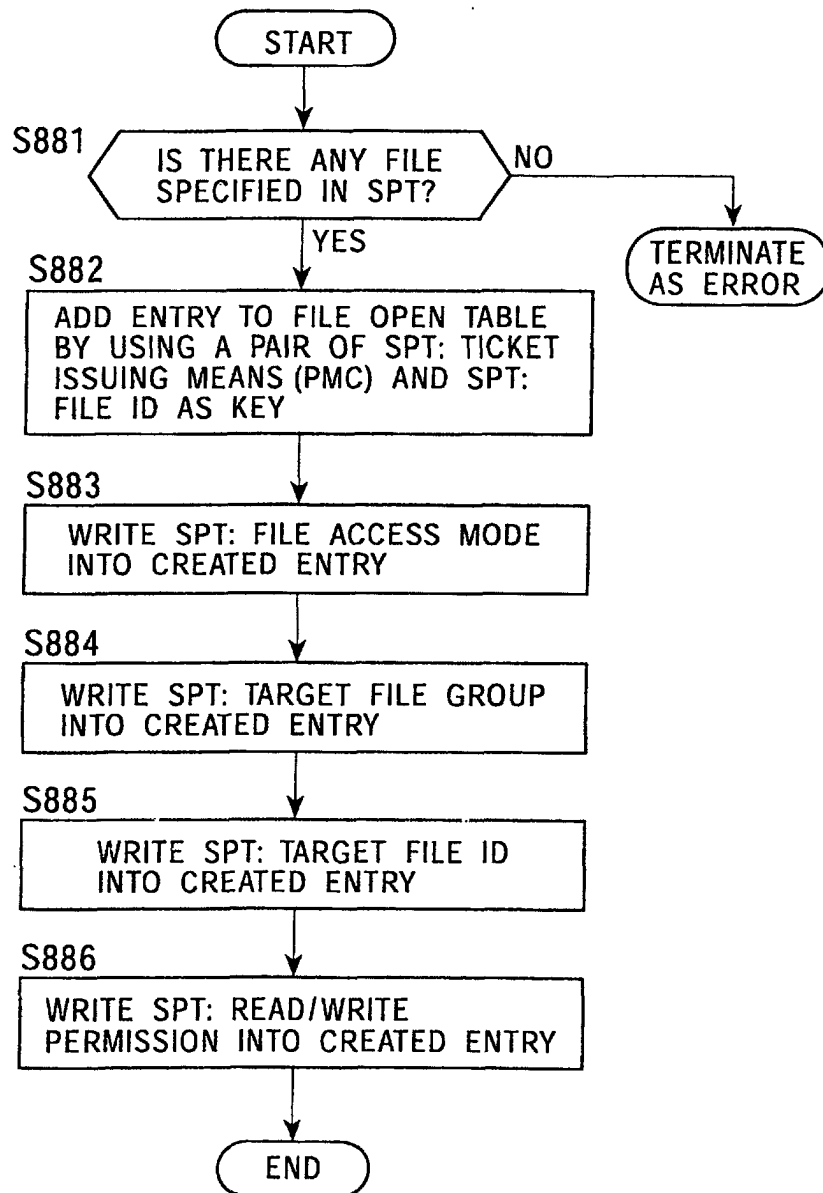 START
S881
IS THERE ANY FILE
SPECIFIED IN SPT?
NO
YES
TERMINATE
AS ERROR
S882
ADD ENTRY TO FILE OPEN TABLE
BY USING A PAIR OF SPT: TICKET
ISSUING MEANS (PMC) AND SPT:
FILE ID AS KEY
S883
WRITE SPT: FILE ACCESS MODE
INTO CREATED ENTRY
S884
WRITE SPT: TARGET FILE GROUP
INTO CREATED ENTRY
S885
WRITE SPT: TARGET FILE ID
INTO CREATED ENTRY
S886
WRITE SPT: READ/WRITE
PERMISSION INTO CREATED ENTRY
END